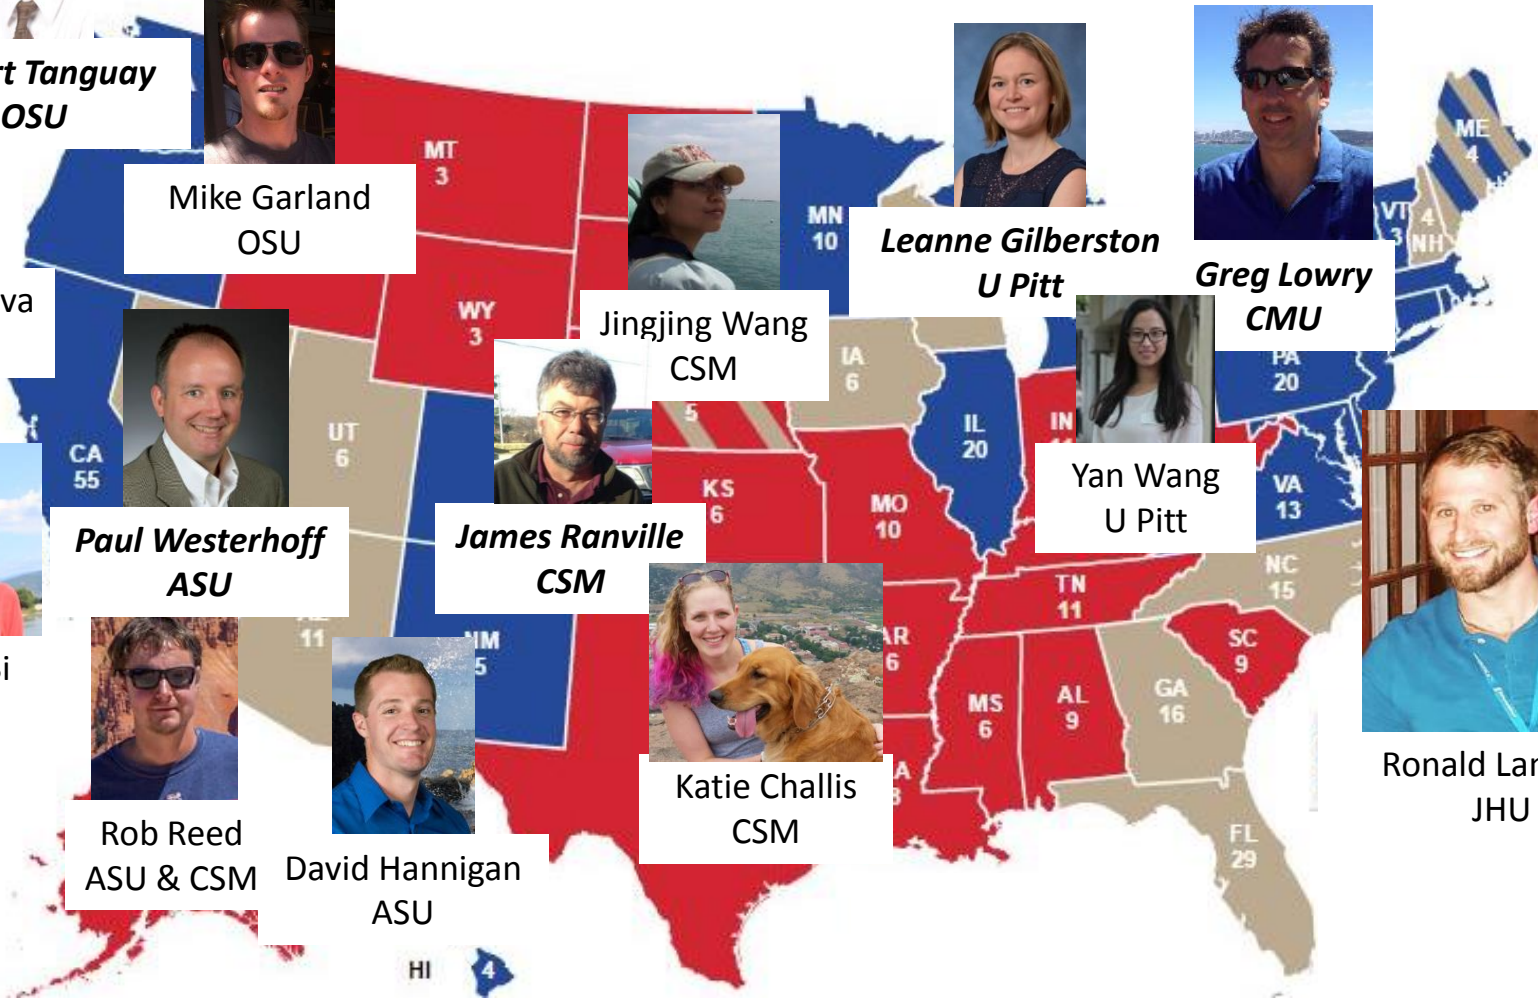 rt Tanguay
OSU
Mike Garland
OSU
MT
3
MN
10
Leanne Gilberston
U Pitt
Greg Lowry
CMU
ME
4
VT
3
4
NH
va
WY
3
Jingjing Wang
CSM
IA
6
PA
20
CA
55
UT
6
5
IL
20
IN
11
Yan Wang
U Pitt
VA
13
KS
6
MO
10
Paul Westerhoff
ASU
James Ranville
CSM
TN
11
NC
15
11
NM
5
AR
6
SC
9
MS
6
AL
9
GA
16
i
Katie Challis
CSM
A
8
Ronald Lan
JHU
Rob Reed
ASU & CSM
David Hannigan
ASU
FL
29
HI
4